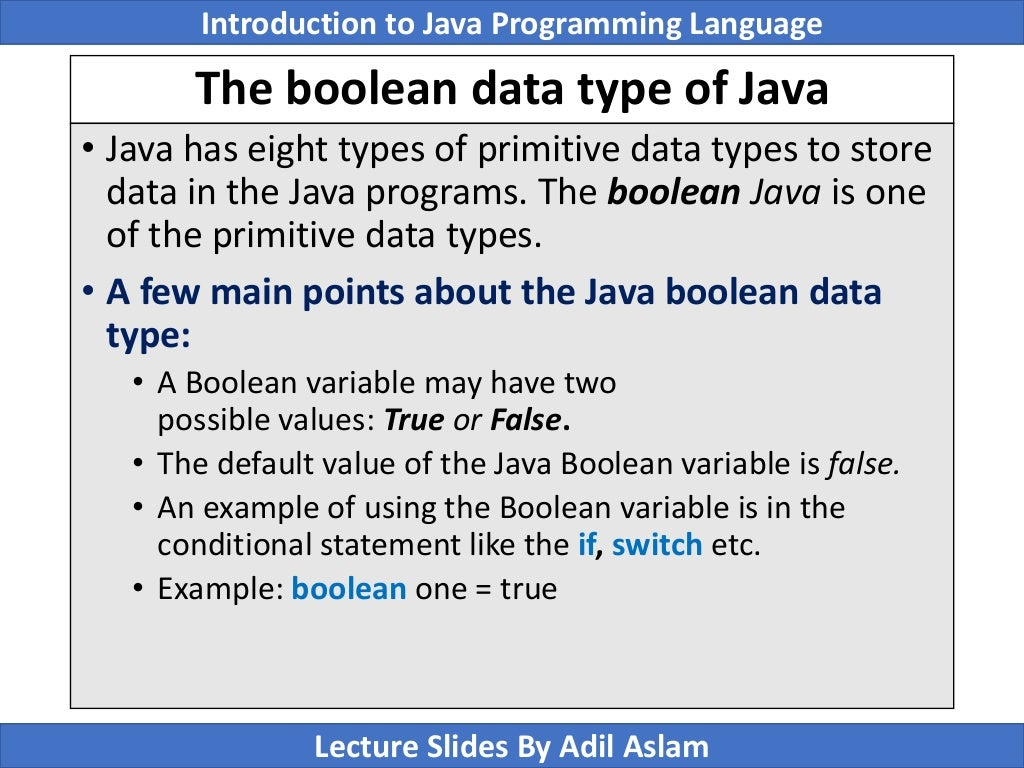 Introduction to Java Programming Language
The boolean data type of Java
• Java has eight types of primitive data types to store
data in the Java programs. The boolean Java is one
of the primitive data types.
• A few main points about the Java boolean data
type:
• A Boolean variable may have two
possible values: True or False.
• The default value of the Java Boolean variable is false.
• An example of using the Boolean variable is in the
conditional statement like the if, switch etc.
• Example: boolean one = true
Lecture Slides By Adil Aslam